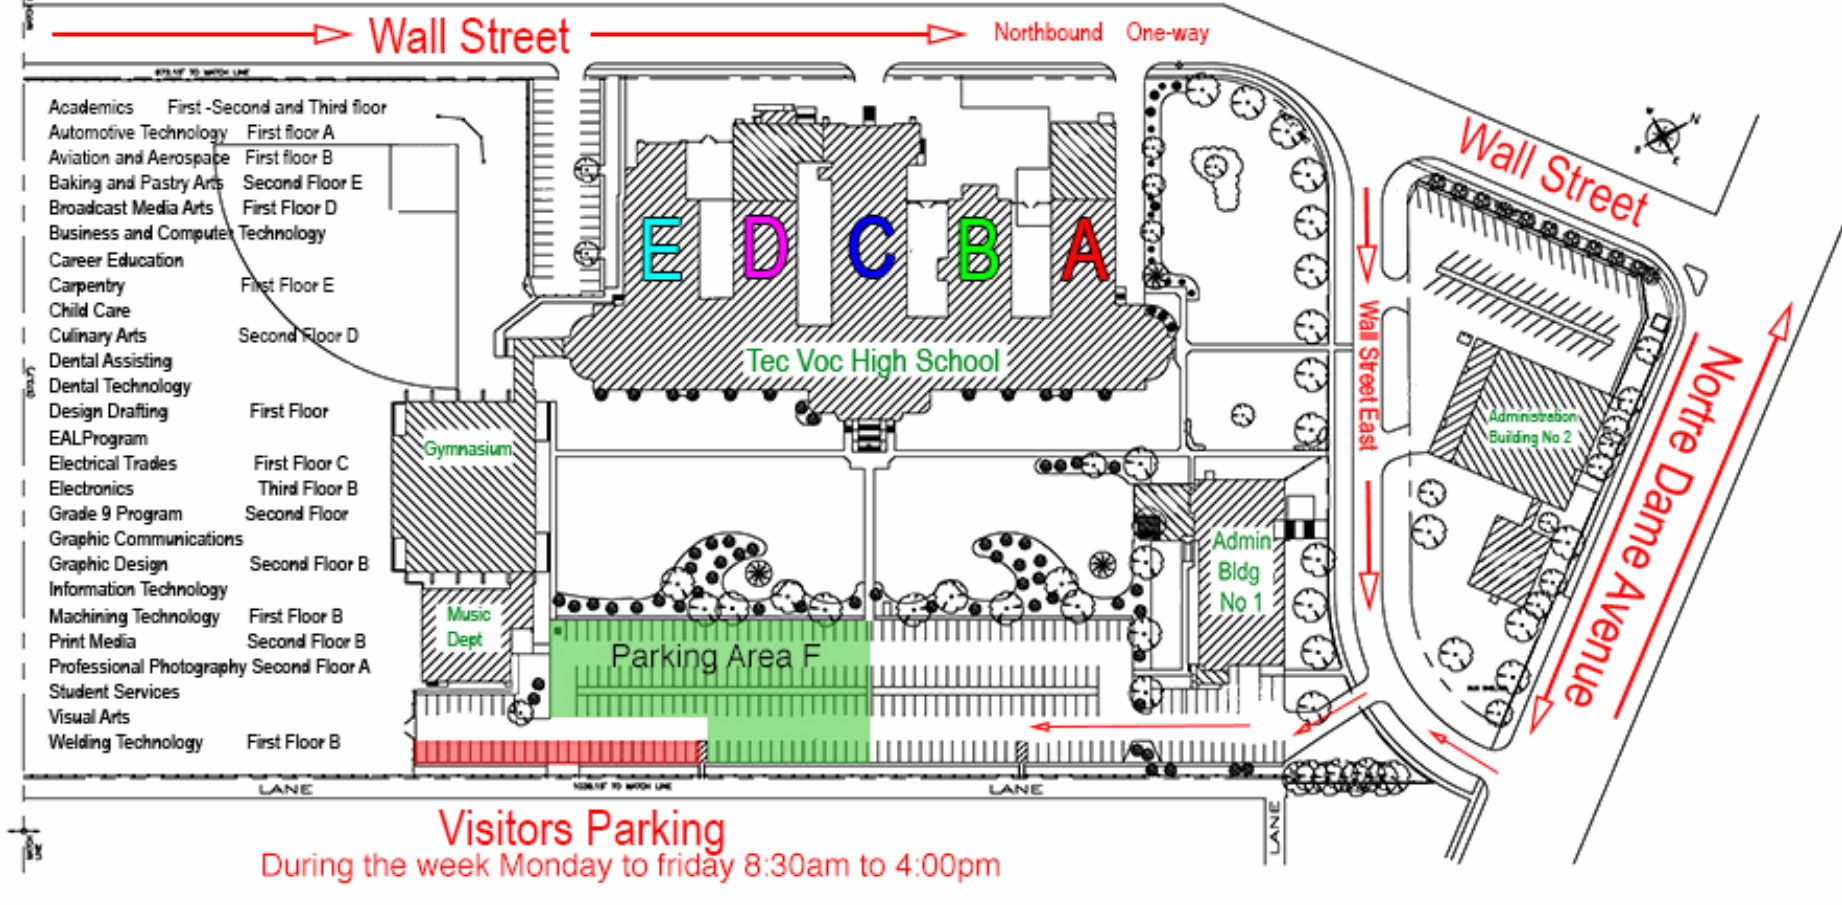 Wall Street
Northbound One-way
Academics First -Second and Third floor
Automotive Technology First floor A
Aviation and Aerospace First floor B
Baking and Pastry Arts Second Floor E
Broadcast Media Arts First Floor D
Business and Computer Technology
Career Education
Carpentry First Floor E
Child Care
Culinary Arts Second Floor D
Dental Assisting
Dental Technology
Design Drafting First Floor
EALProgram
Electrical Trades First Floor C
Electronics Third Floor B
Grade 9 Program Second Floor
Graphic Communications
Graphic Design Second Floor B
Information Technology
Machining Technology First Floor B
Print Media Second Floor B
Professional Photography Second Floor A
Student Services
Visual Arts
Welding Technology First Floor B
E D C B A
Tec Voc High School
Gymnasium
Music
Dept
Parking Area F
Admin
Bldg
No 1
Wall Street East
Wall Street
N
Administration
Building No 2
Nortre Dame Avenue
LANE
LANE
LANE
Visitors Parking
During the week Monday to friday 8:30am to 4:00pm